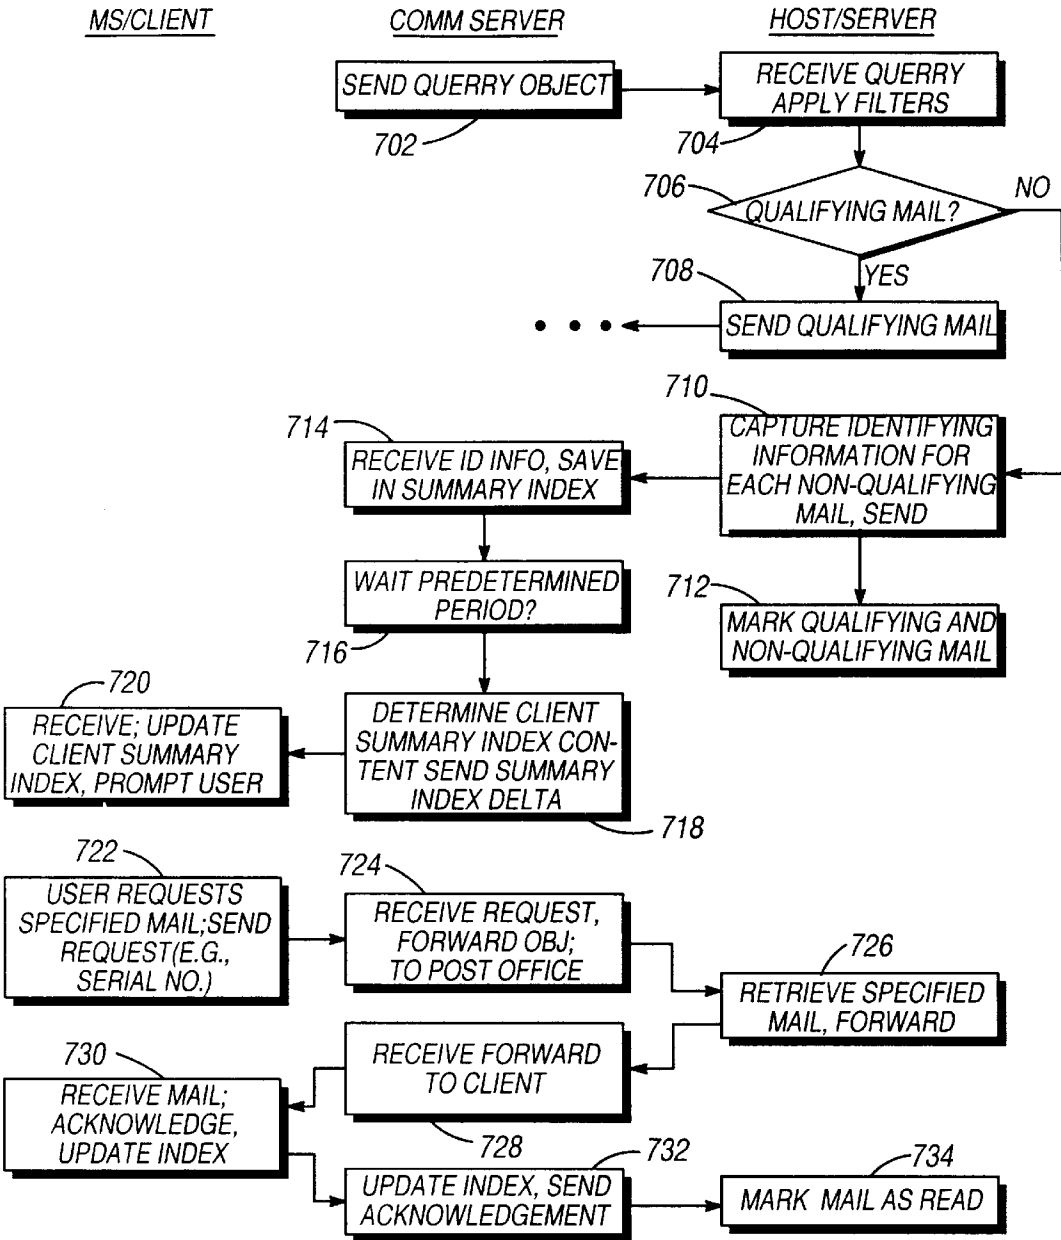 MS/CLIENT
COMM SERVER
HOST/SERVER
SEND QUERRY OBJECT
702
RECEIVE QUERRY
APPLY FILTERS
704
706
QUALIFYING MAIL?
NO
YES
708
SEND QUALIFYING MAIL
710
CAPTURE IDENTIFYING
INFORMATION FOR
EACH NON-QUALIFYING
MAIL, SEND
714
RECEIVE ID INFO, SAVE
IN SUMMARY INDEX
WAIT PREDETERMINED
PERIOD?
716
712
MARK QUALIFYING AND
NON-QUALIFYING MAIL
720
RECEIVE; UPDATE
CLIENT SUMMARY
INDEX, PROMPT USER
DETERMINE CLIENT
SUMMARY INDEX CON-
TENT SEND SUMMARY
INDEX DELTA
718
722
USER REQUESTS
SPECIFIED MAIL;SEND
REQUEST(E.G.,
SERIAL NO.)
724
RECEIVE REQUEST,
FORWARD OBJ;
TO POST OFFICE
726
RETRIEVE SPECIFIED
MAIL, FORWARD
RECEIVE FORWARD
TO CLIENT
728
730
RECEIVE MAIL;
ACKNOWLEDGE,
UPDATE INDEX
732
UPDATE INDEX, SEND
ACKNOWLEDGEMENT
734
MARK MAIL AS READ